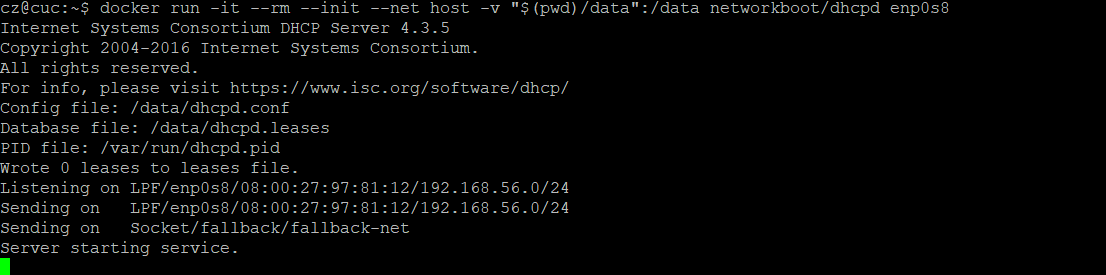 cz@cuc:~$ docker run -it --rm --init --net host -v "$(pwd)/data":/data networkboot/dhcpd enp0s8
Internet Systems Consortium DHCP Server 4.3.5
Copyright 2004-2016 Internet Systems Consortium.
All rights reserved.
For info, please visit https://www.isc.org/software/dhcp/
Config file: /data/dhcpd.conf
Database file: /data/dhcpd.leases
PID file: /var/run/dhcpd.pid
Wrote 0 leases to leases file.
Listening on LPF/enp0s8/08:00:27:97:81:12/192.168.56.0/24
Sending on   LPF/enp0s8/08:00:27:97:81:12/192.168.56.0/24
Sending on   Socket/fallback/fallback-net
Server starting service.